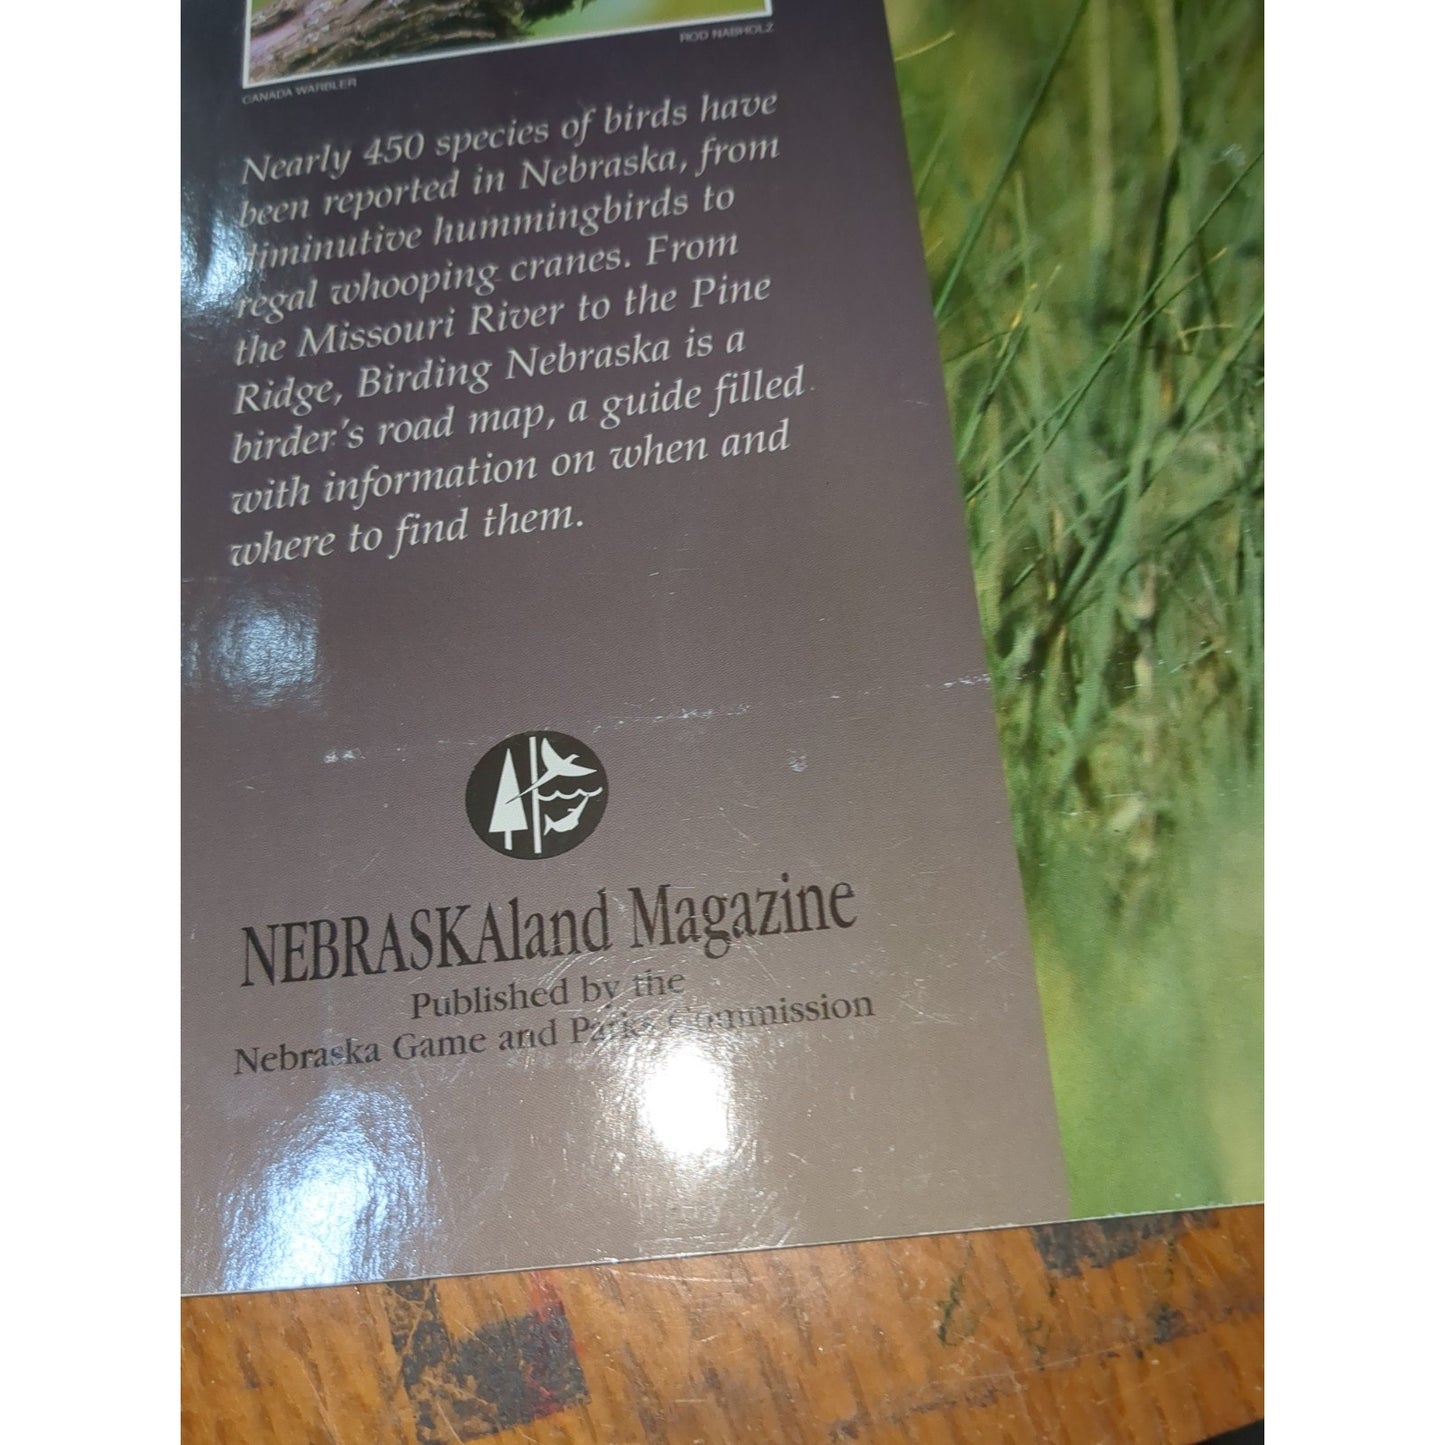 CANADA WARBLER
ROD NABHOLZ
Nearly 450 species of birds have
been reported in Nebraska, from
diminutive hummingbirds to
regal whooping cranes. From
the Missouri River to the Pine
Ridge, Birding Nebraska is a
birder's road map, a guide filled
with information on when and
where to find them.
NEBRASKAland Magazine
Published by the
Nebraska Game and Parks Commission